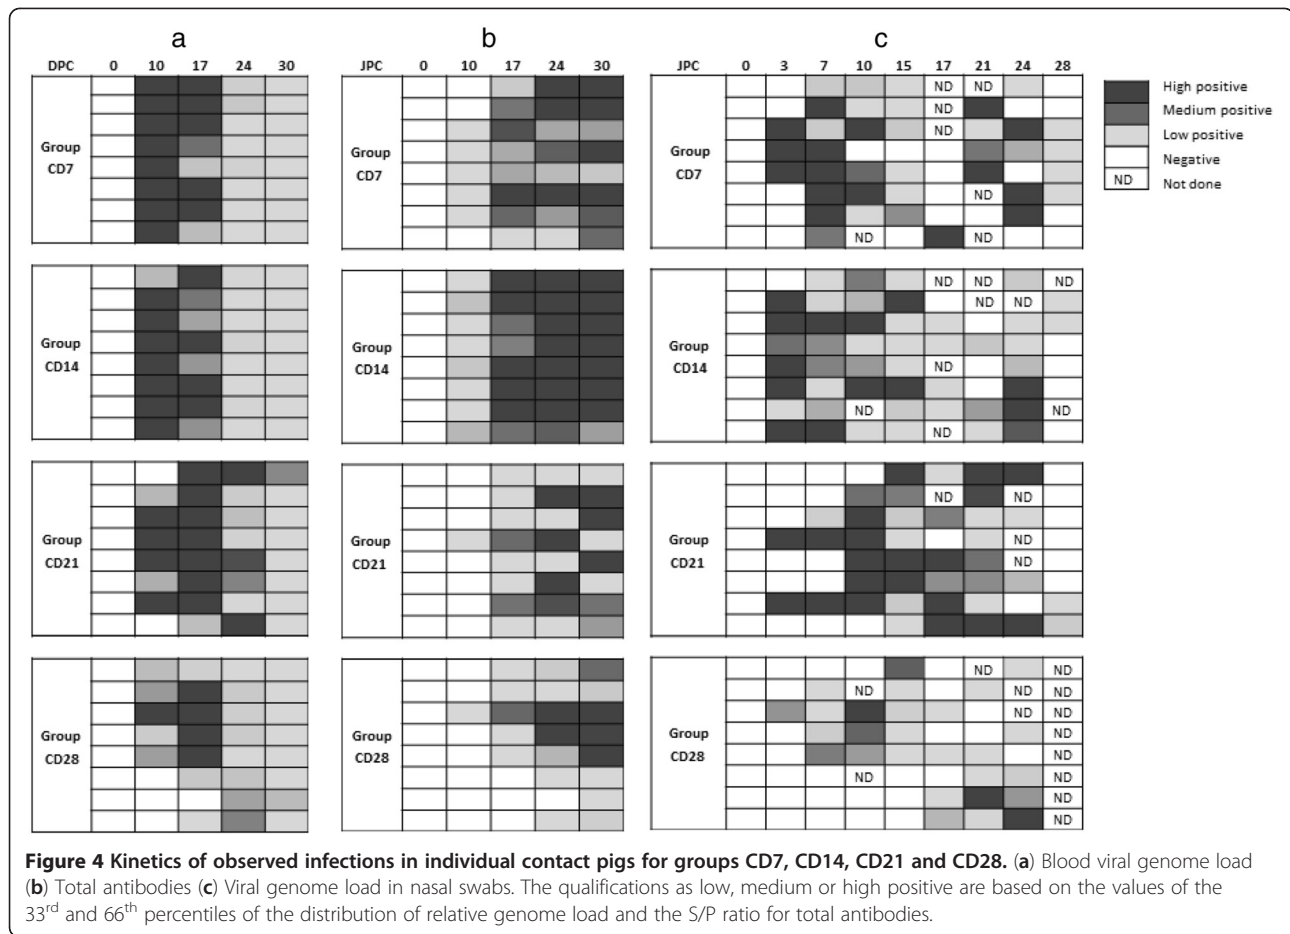 a b c
DPC 0 10 17 24 30 JPC 0 10 17 24 30 JPC 0 3 7 10 15 17 21 24 28
High positive
Medium positive
Low positive
Negative
ND Not done
Group CD7 Group CD7 Group CD7
ND ND
ND
ND
ND
ND ND
Group CD14 Group CD14 Group CD14
ND ND ND
ND ND
ND
ND ND
ND
Group CD21 Group CD21 Group CD21
ND ND
ND
ND
Group CD28 Group CD28 Group CD28
ND ND
ND ND ND
ND ND
ND
ND
ND ND
ND
ND
Figure 4 Kinetics of observed infections in individual contact pigs for groups CD7, CD14, CD21 and CD28. (a) Blood viral genome load
(b) Total antibodies (c) Viral genome load in nasal swabs. The qualifications as low, medium or high positive are based on the values of the
33rd and 66th percentiles of the distribution of relative genome load and the S/P ratio for total antibodies.